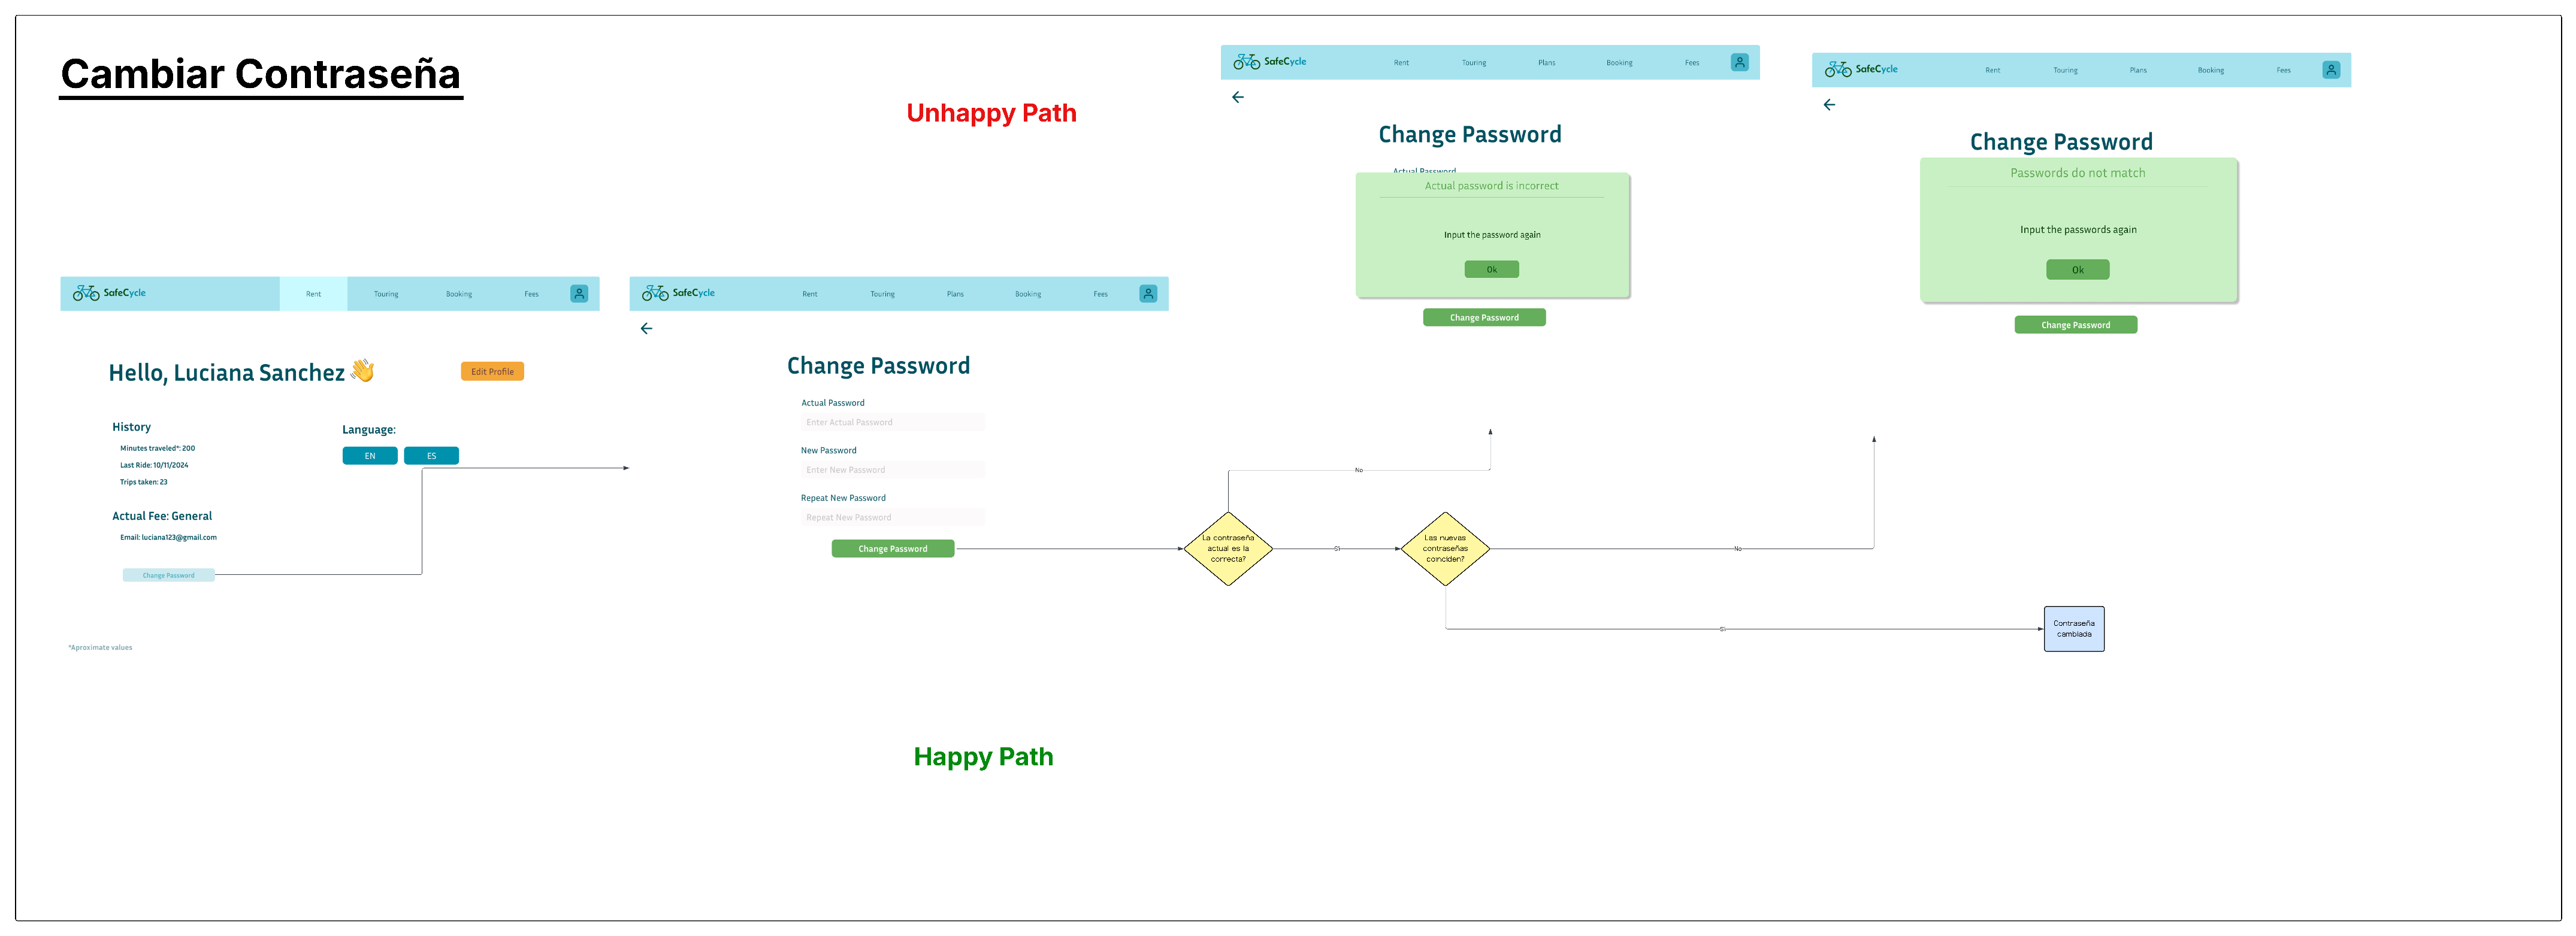 Cambiar Contraseña
Unhappy Path
SafeCycle
Rent
Touring
Plans
Booking
Fees
Change Password
Actual Password
Actual password is incorrect
Input the password again
Ok
Change Password
SafeCycle
Rent
Touring
Plans
Booking
Fees
Change Password
Passwords do not match
Input the passwords again
Ok
Change Password
SafeCycle
Rent
Touring
Booking
Fees
Hello, Luciana Sanchez 👋
Edit Profile
History
Minutes traveled*: 200
Last Ride: 10/11/2024
Trips taken: 23
Language:
EN
ES
Actual Fee: General
Email: luciana123@gmail.com
Change Password
*Aproximate values
SafeCycle
Rent
Touring
Plans
Booking
Fees
Change Password
Actual Password
Enter Actual Password
New Password
Enter New Password
Repeat New Password
Repeat New Password
Change Password
La contraseña
actual es la
correcta?
No
Sí
Las nuevas
contraseñas
coinciden?
No
Sí
Contraseña
cambiada
Happy Path